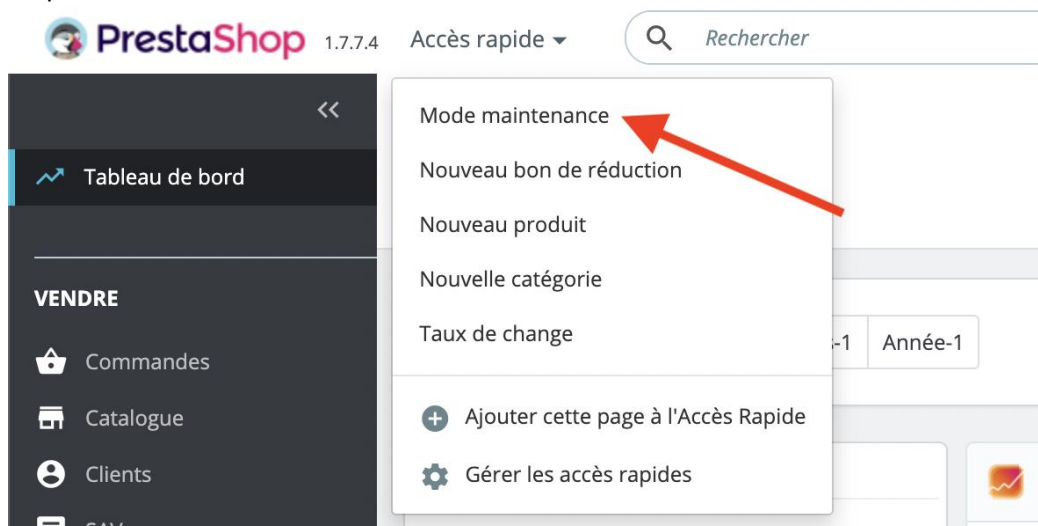 PrestaShop 1.7.7.4 Accès rapide Rechercher
Mode maintenance
Tableau de bord
Nouveau bon de réduction
Nouveau produit
Nouvelle catégorie
VENDRE
Taux de change
-1 Année-1
Commandes
Catalogue
Ajouter cette page à l'Accès Rapide
Clients
Gérer les accès rapides